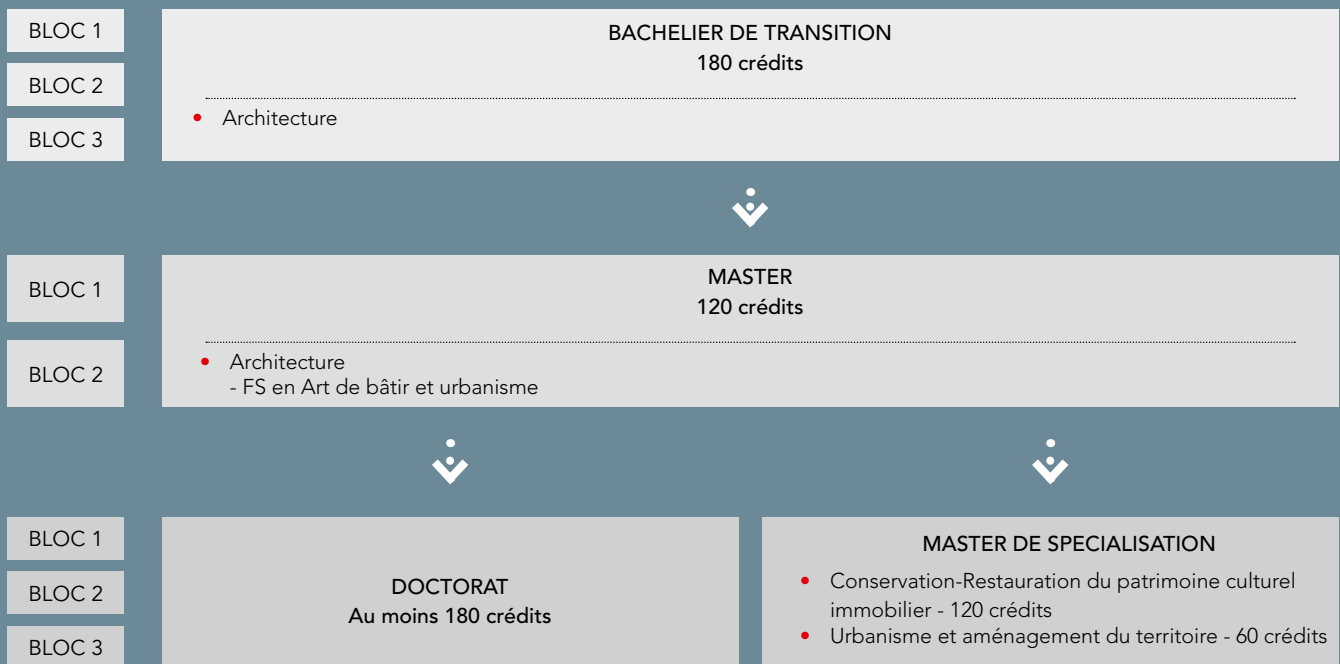 BLOC 1
BLOC 2
BLOC 3
BACHELIER DE TRANSITION
180 crédits
• Architecture
BLOC 1
BLOC 2
MASTER
120 crédits
• Architecture
- FS en Art de bâtir et urbanisme
BLOC 1
BLOC 2
BLOC 3
DOCTORAT
Au moins 180 crédits
MASTER DE SPECIALISATION
• Conservation-Restauration du patrimoine culturel
immobilier - 120 crédits
• Urbanisme et aménagement du territoire - 60 crédits